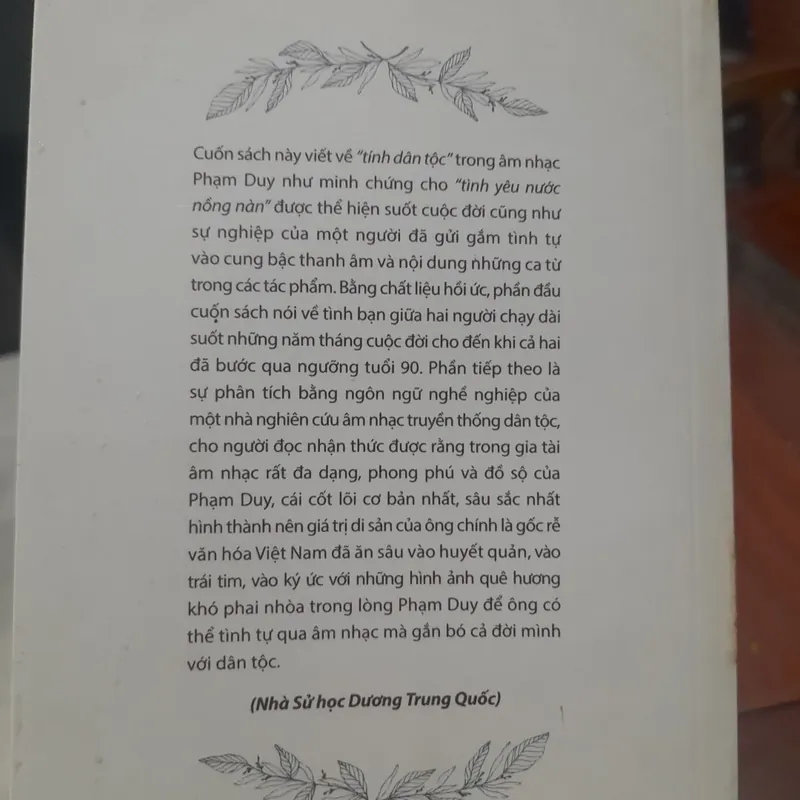 Cuốn sách này viết về “tính dân tộc” trong âm nhạc
Phạm Duy như minh chứng cho “tình yêu nước
nồng nàn” được thể hiện suốt cuộc đời cũng như
sự nghiệp của một người đã gửi gắm tình tự
vào cung bậc thanh âm và nội dung những ca từ
trong các tác phẩm. Bằng chất liệu hồi ức, phần đầu
cuốn sách nói về tình bạn giữa hai người chạy dài
suốt những năm tháng cuộc đời cho đến khi cả hai
đã bước qua ngưỡng tuổi 90. Phần tiếp theo là
sự phân tích bằng ngôn ngữ nghề nghiệp của
một nhà nghiên cứu âm nhạc truyền thống dân tộc,
cho người đọc nhận thức được rằng trong gia tài
âm nhạc rất đa dạng, phong phú và đồ sộ của
Phạm Duy, cái cốt lõi cơ bản nhất, sâu sắc nhất
hình thành nên giá trị di sản của ông chính là gốc rễ
văn hóa Việt Nam đã ăn sâu vào huyết quản, vào
trái tim, vào ký ức với những hình ảnh quê hương
khó phai nhòa trong lòng Phạm Duy để ông có
thể tình tự qua âm nhạc mà gắn bó cả đời mình
với dân tộc.
(Nhà Sử học Dương Trung Quốc)